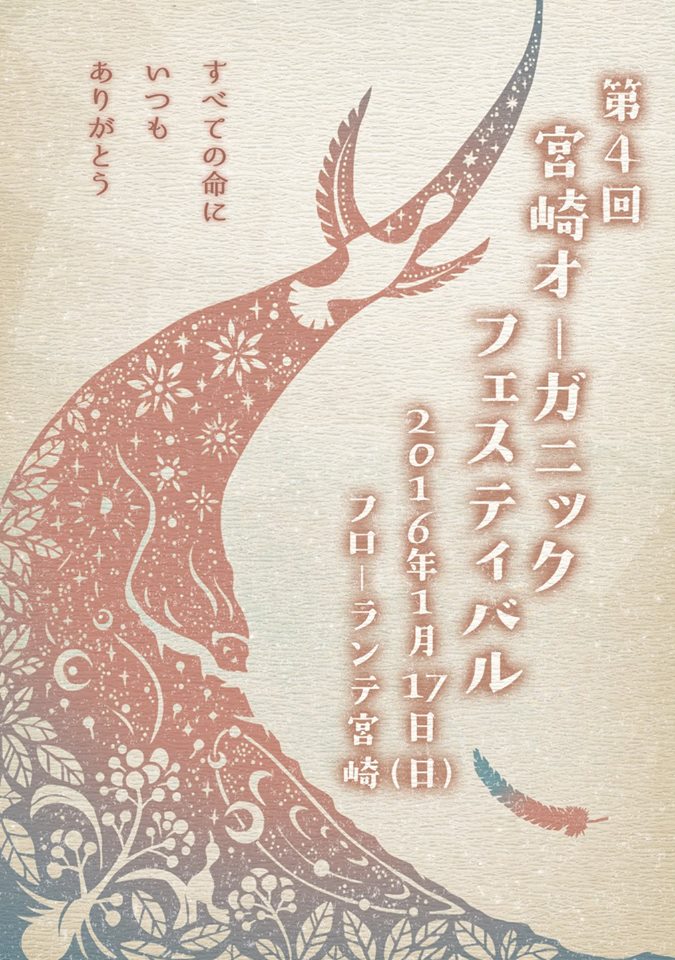 第4回
宮崎オーガニック
フェスティバル
2016年1月17日(日)
フローランテ宮崎
すべての命に
いつも
ありがとう